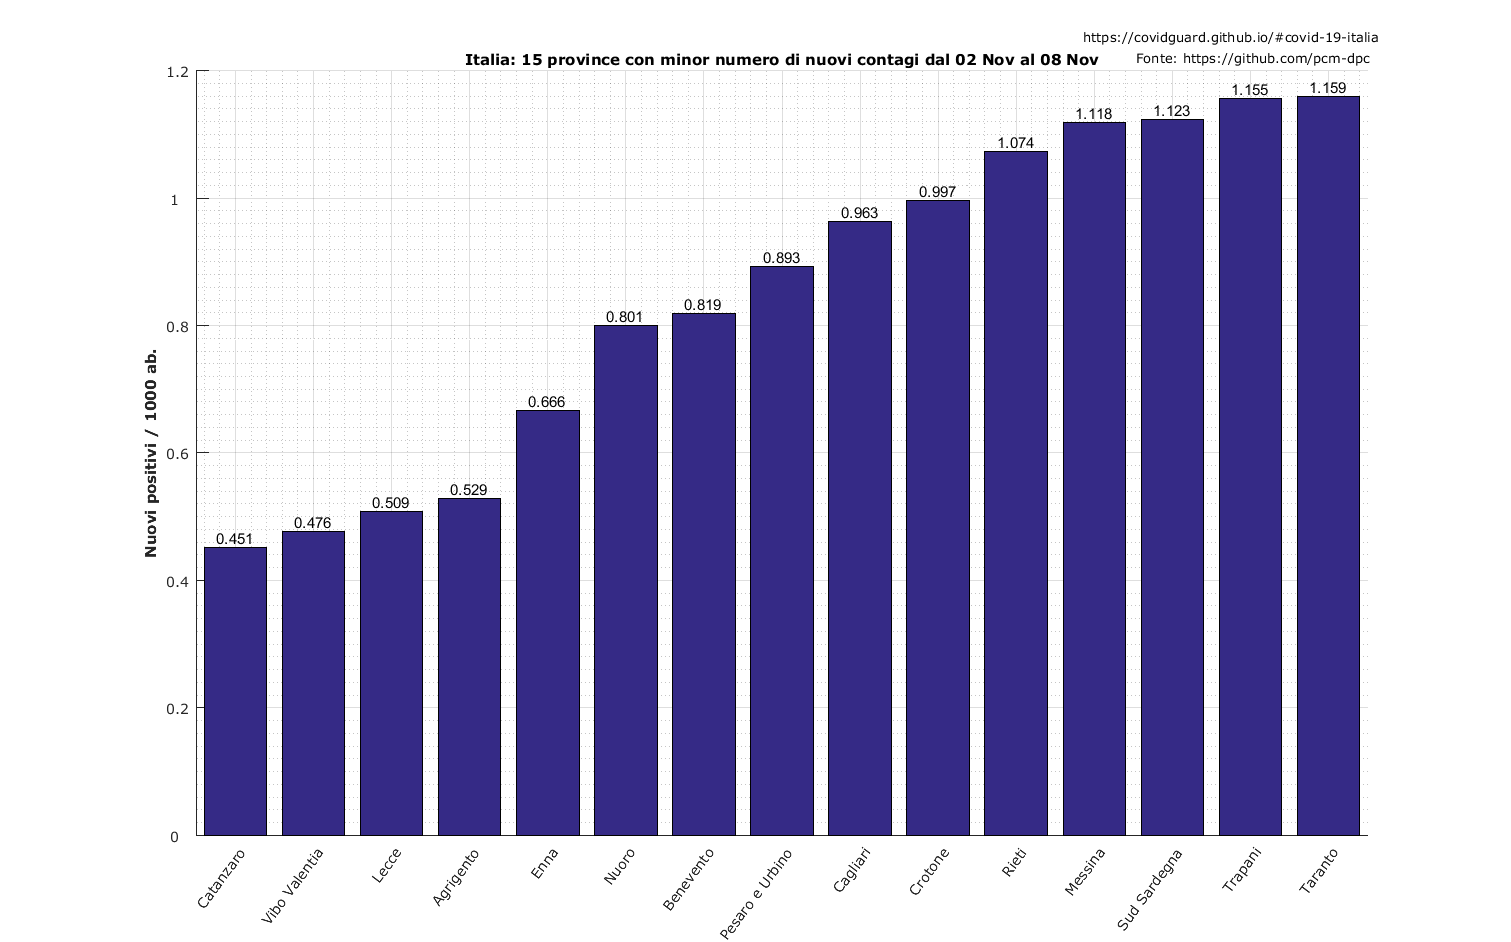 https://covidguard.github.io/#covid-19-italia
Italia: 15 province con minor numero di nuovi contagi dal 02 Nov al 08 Nov
Fonte: https://github.com/pcm-dpc
Nuovi positivi / 1000 ab.
1.2
1
0.8
0.6
0.4
0.2
0
0.451
0.476
0.509
0.529
0.666
0.801
0.819
0.893
0.963
0.997
1.074
1.118
1.123
1.155
1.159
Catanzaro
Vibo Valentia
Lecce
Agrigento
Enna
Nuoro
Benevento
Pesaro e Urbino
Cagliari
Crotone
Rieti
Messina
Sud Sardegna
Trapani
Taranto